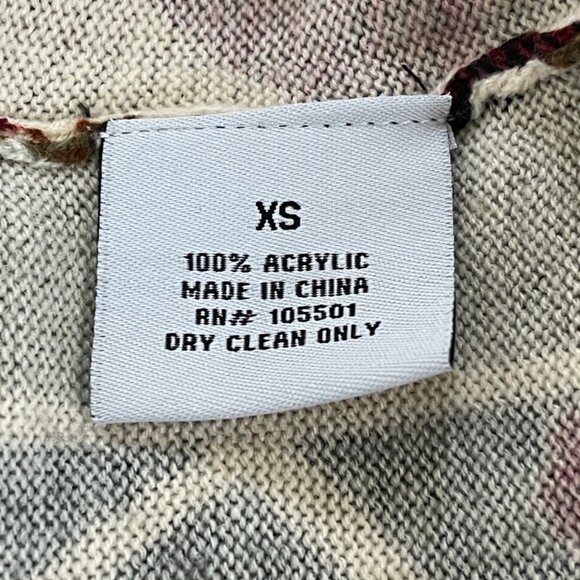 XS
100% ACRYLIC
MADE IN CHINA
RN# 105501
DRY CLEAN ONLY